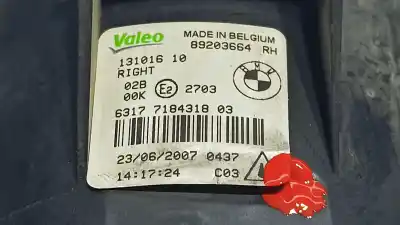 Valeo MADE IN BELGIUM
89203664 RH
131016 10
RIGHT
BMW
02B
00K E2 2703
6317 7184318 03
23/06/2007 0437
14:17:24 C03